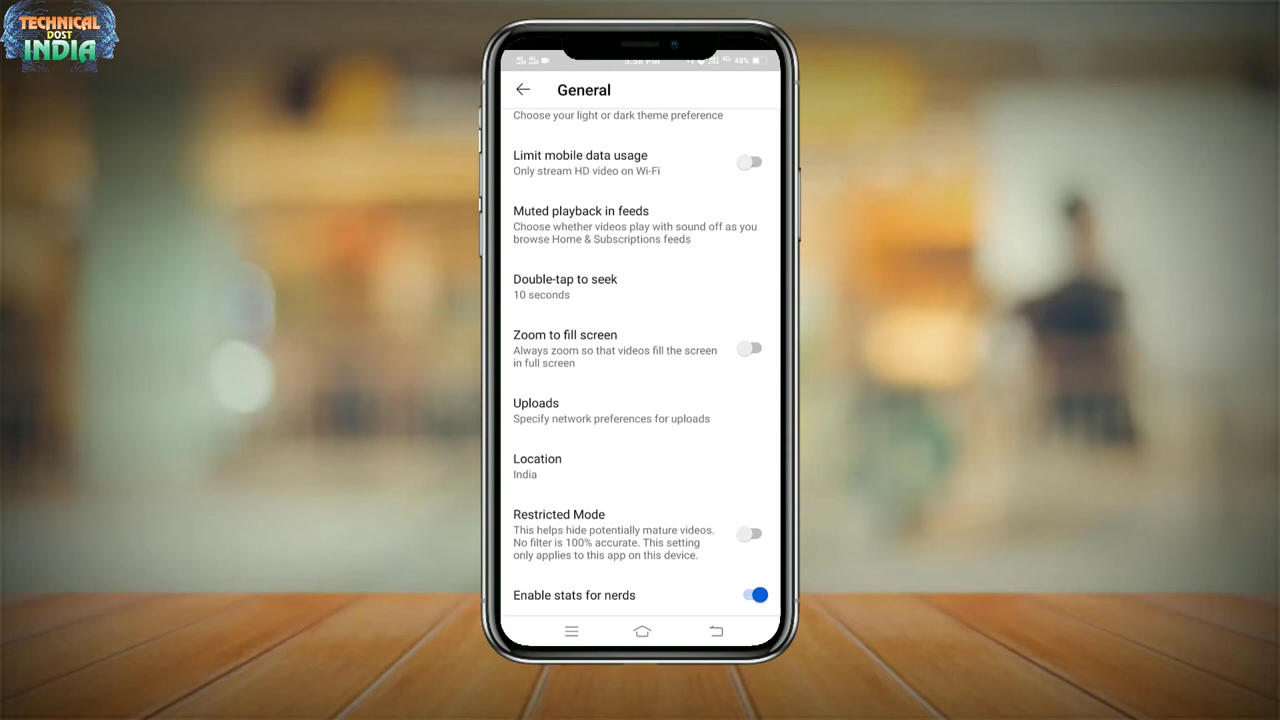 TECHNICAL
DOST
INDIA
48%
General
Choose your light or dark theme preference
Limit mobile data usage
Only stream HD video on Wi-Fi
Muted playback in feeds
Choose whether videos play with sound off as you
browse Home & Subscriptions feeds
Double-tap to seek
10 seconds
Zoom to fill screen
Always zoom so that videos fill the screen
in full screen
Uploads
Specify network preferences for uploads
Location
India
Restricted Mode
This helps hide potentially mature videos.
No filter is 100% accurate. This setting
only applies to this app on this device.
Enable stats for nerds